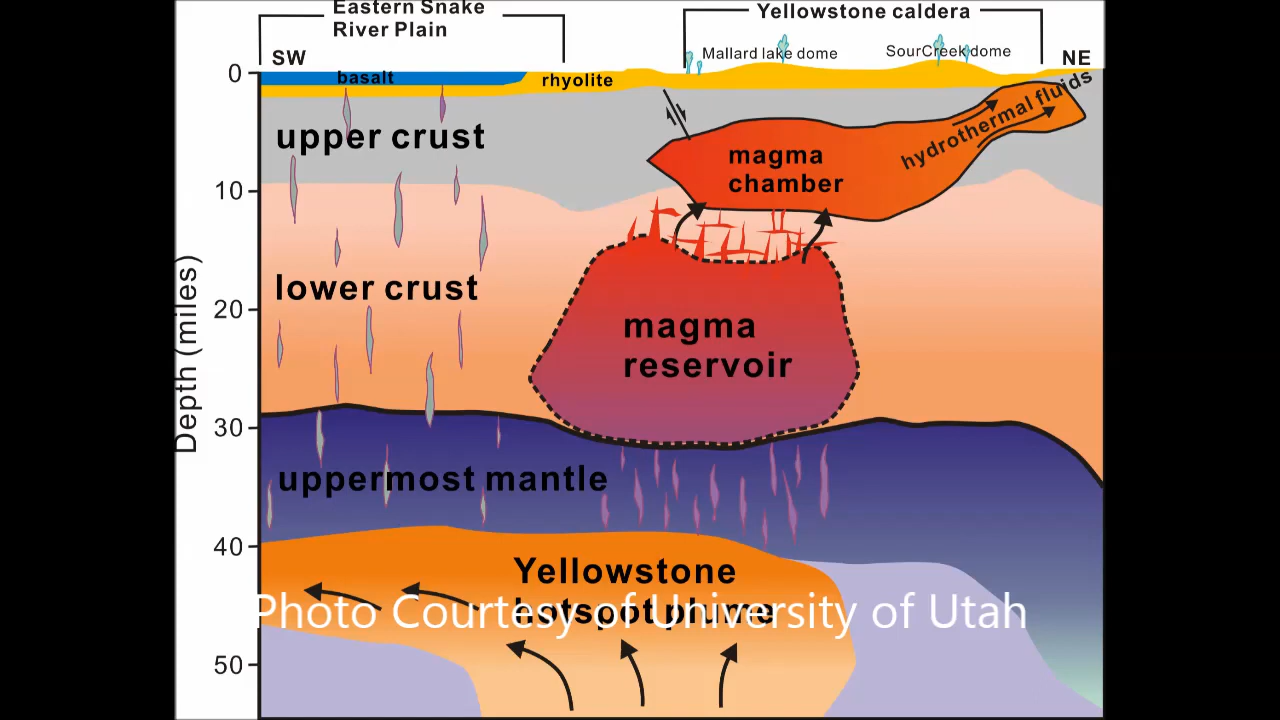 Eastern Snake
River Plain
Yellowstone caldera
SW
Mallard lake dome
SourCreek dome
NE
0
basalt
rhyolite
hydrothermal fluids
upper crust
magma
chamber
10
lower crust
Depth (miles)
20
magma
reservoir
30
uppermost mantle
40
Yellowstone
hotspot plume
Photo Courtesy of University of Utah
50